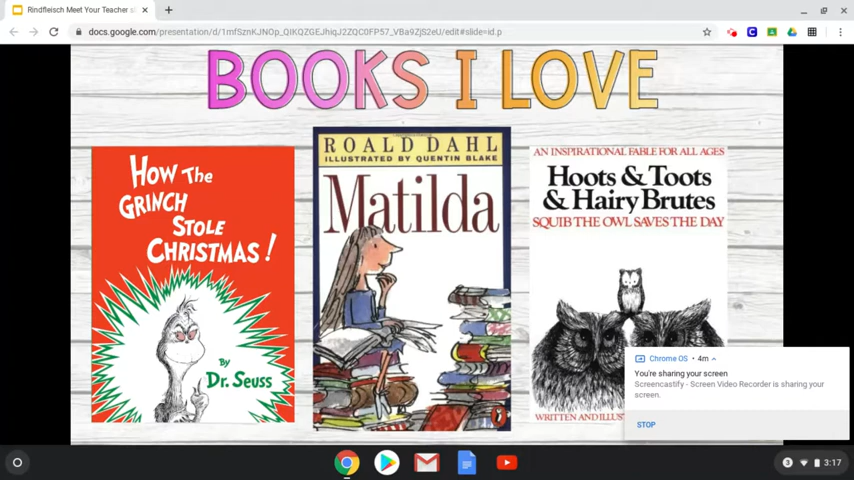 Rindfleisch Meet Your Teacher s
docs.google.com/presentation/d/
/edit#slide=id.p
BOOKS I LOVE
HOW THE
GRINCH
STOLE
CHRISTMAS!
By
Dr. Seuss
ROALD DAHL
ILLUSTRATED BY QUENTIN BLAKE
Matilda
AN INSPIRATIONAL FABLE FOR ALL AGES
Hoots & Toots
& Hairy Brutes
SQUIB THE OWL SAVES THE DAY
WRITTEN AND
Chrome OS • 4m
You're sharing your screen
Screencastify - Screen Video Recorder is sharing your
screen.
STOP
3 3:17